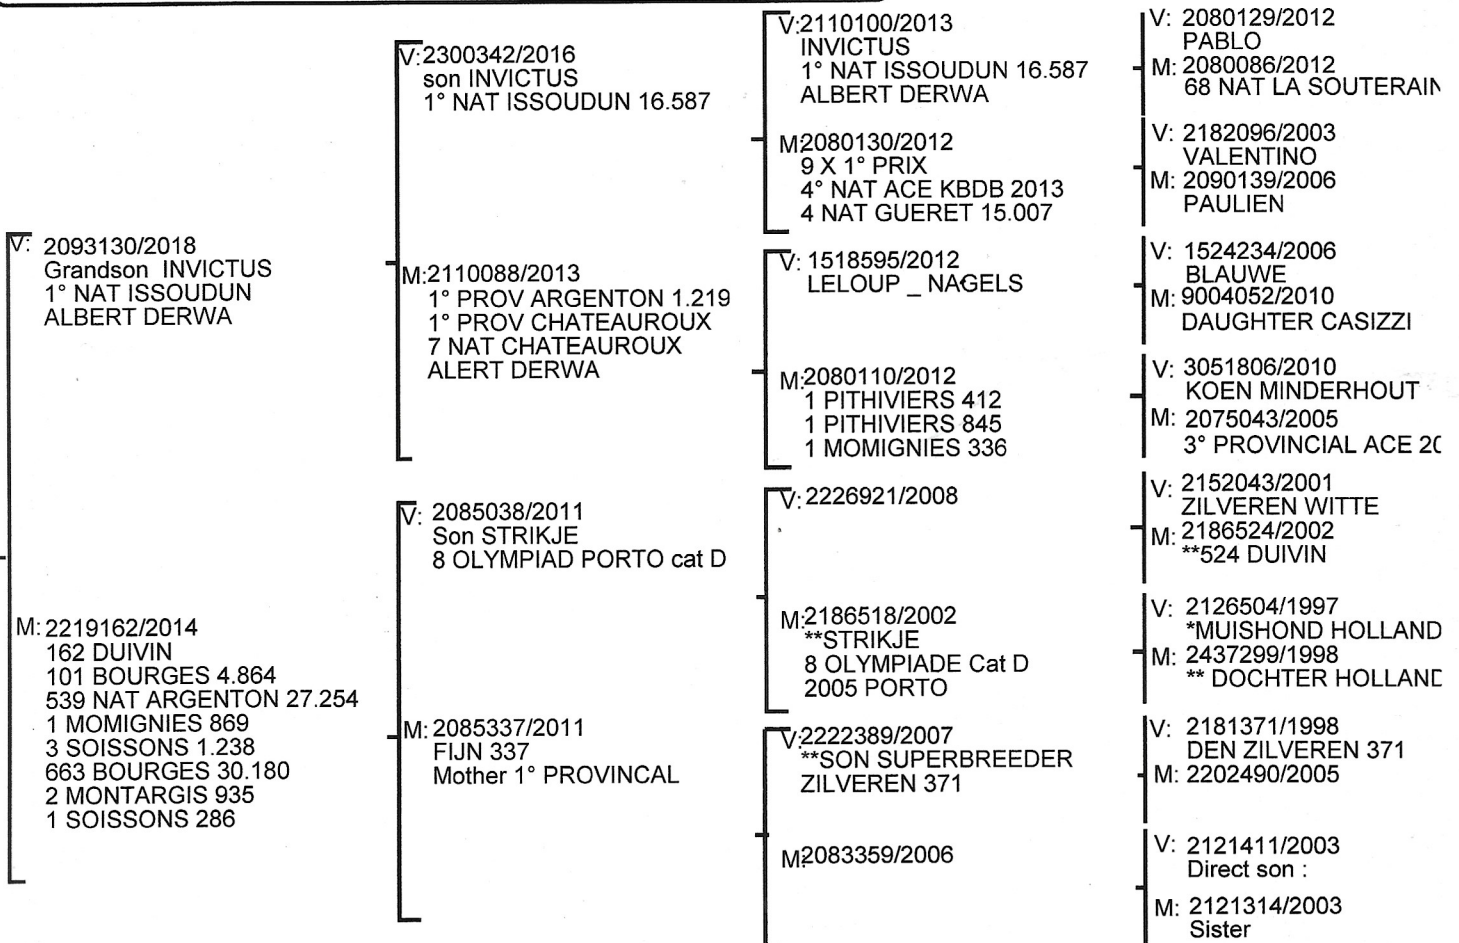 V: 2093130/2018
Grandson INVICTUS
1° NAT ISSOUDUN
ALBERT DERWA
M: 2219162/2014
162 DUIVIN
101 BOURGES 4.864
539 NAT ARGENTON 27.254
1 MOMIGNIES 869
3 SOISSONS 1.238
663 BOURGES 30.180
2 MONTARGIS 935
1 SOISSONS 286
V: 2300342/2016
son INVICTUS
1° NAT ISSOUDUN 16.587
M: 2110088/2013
1° PROV ARGENTON 1.219
1° PROV CHATEAUROUX
7 NAT CHATEAUROUX
ALERT DERWA
V: 2085038/2011
Son STRIKJE
8 OLYMPIAD PORTO cat D
M: 2085337/2011
FIJN 337
Mother 1° PROVINCAL
V: 2110100/2013
INVICTUS
1° NAT ISSOUDUN 16.587
ALBERT DERWA
M: 2080130/2012
9 X 1° PRIX
4° NAT ACE KBDB 2013
4 NAT GUERET 15.007
V: 1518595/2012
LELOUP _ NAGELS
M: 2080110/2012
1 PITHIVIERS 412
1 PITHIVIERS 845
1 MOMIGNIES 336
V: 2226921/2008
M: 2186518/2002
**STRIKJE
8 OLYMPIADE Cat D
2005 PORTO
V: 2222389/2007
**SON SUPERBREEDER
ZILVEREN 371
M: 2083359/2006
V: 2080129/2012
PABLO
M: 2080086/2012
68 NAT LA SOUTERAIN
V: 2182096/2003
VALENTINO
M: 2090139/2006
PAULIEN
V: 1524234/2006
BLAUWE
M: 9004052/2010
DAUGHTER CASIZZI
V: 3051806/2010
KOEN MINDERHOUT
M: 2075043/2005
3° PROVINCIAL ACE
V: 2152043/2001
ZILVEREN WITTE
M: 2186524/2002
**524 DUIVIN
V: 2126504/1997
*MUISHOND HOLLAND
M: 2437299/1998
** DOCHTER HOLLAND
V: 2181371/1998
DEN ZILVEREN 371
M: 2202490/2005
V: 2121411/2003
Direct son :
M: 2121314/2003
Sister